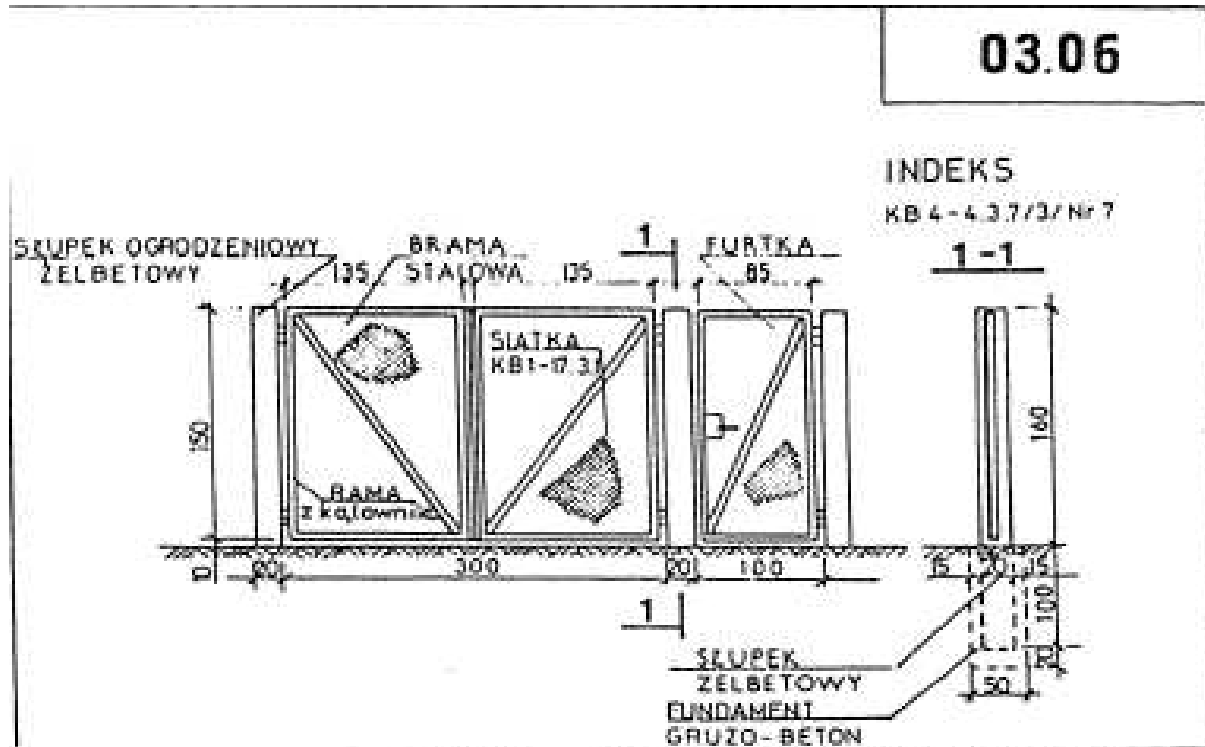 03.06
INDEKS
KB 4-4.3.7/3/ Nr 7
SŁUPEK OGRODZENIOWY
ŻELBETOWY
BRAMA
STALOWA
1
FURTKA
1-1
135
135
85
SIATKA
KB1-17.3.
150
160
RAMA
z kątownika
10
20
300
20
100
15
20
15
1
100
20
50
SŁUPEK
ŻELBETOWY
FUNDAMENT
GRUZO-BETON